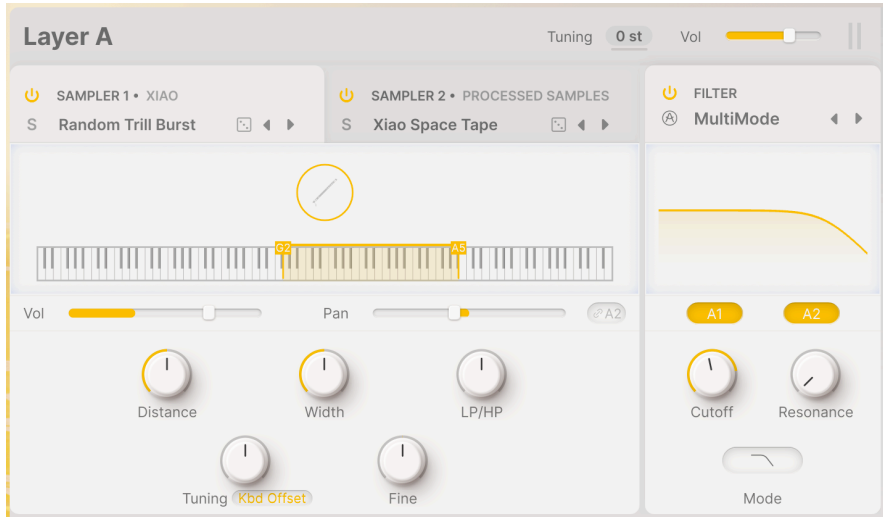 Layer A
Tuning 0 st Vol
SAMPLER 1 • XIAO
S Random Trill Burst
SAMPLER 2 • PROCESSED SAMPLES
S Xiao Space Tape
FILTER
MultiMode
G2 A5
Vol Pan A2
A1 A2
Distance Width LP/HP
Cutoff Resonance
Tuning Kbd Offset Fine
Mode